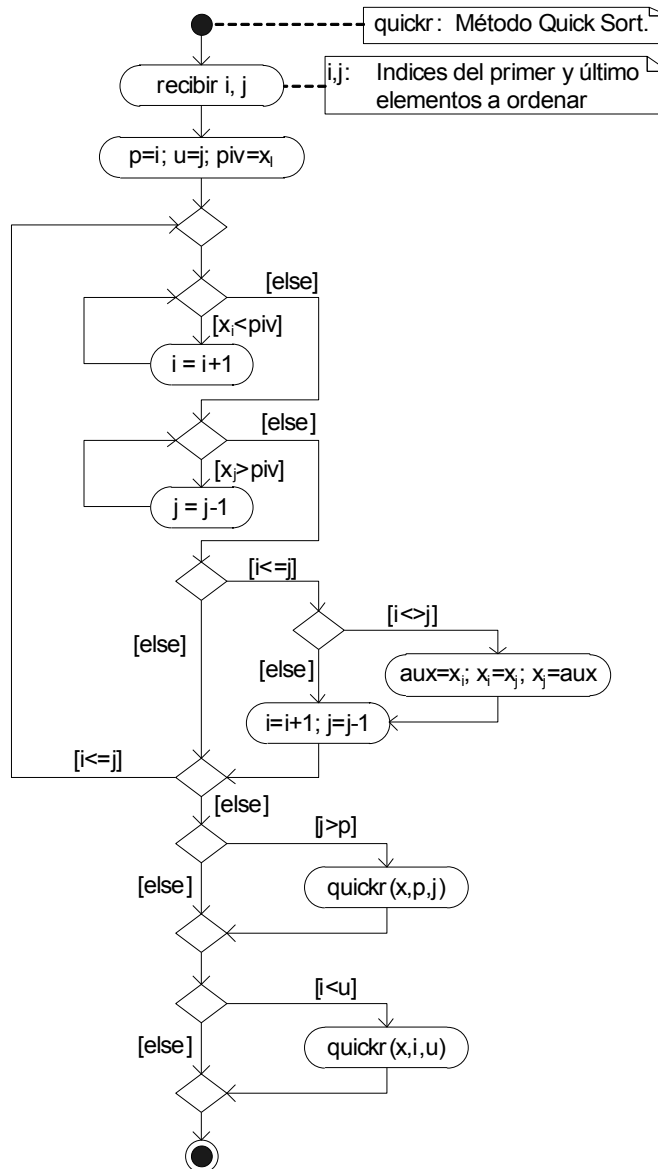 quickr: Método Quick Sort.
recibir i, j
i,j: Indices del primer y último
elementos a ordenar
p=i; u=j; piv=xᵢ
[else]
[xᵢ<piv]
i = i+1
[else]
[xⱼ>piv]
j = j-1
[i<=j]
[i<>j]
[else]
[else]
aux=xᵢ; xᵢ=xⱼ; xⱼ=aux
i=i+1; j=j-1
[i<=j]
[else]
[j>p]
[else]
quickr(x,p,j)
[i<u]
[else]
quickr(x,i,u)